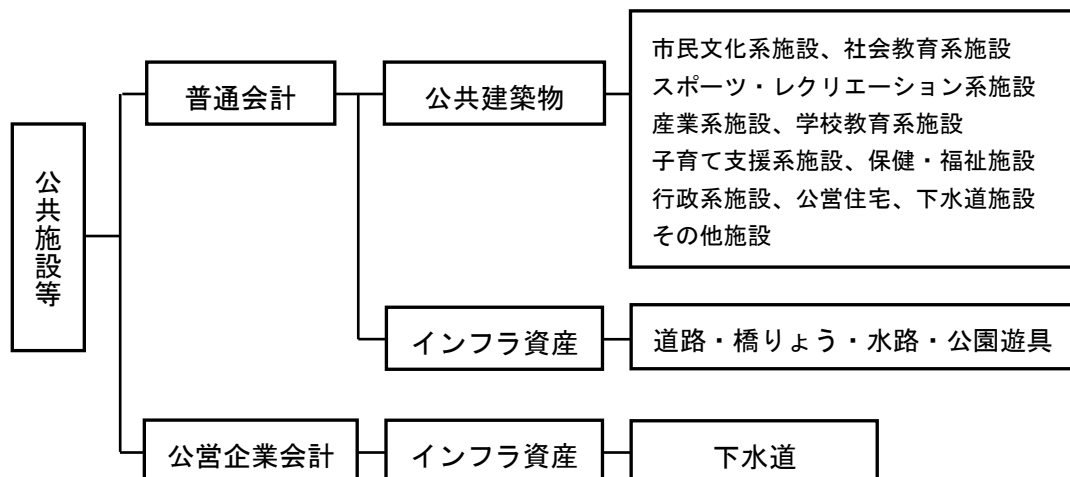 公共施設等
普通会計
公共建築物
市民文化系施設、社会教育系施設
スポーツ・レクリエーション系施設
産業系施設、学校教育系施設
子育て支援系施設、保健・福祉施設
行政系施設、公営住宅、下水道施設
その他施設
インフラ資産
道路・橋りょう・水路・公園遊具
公営企業会計
インフラ資産
下水道